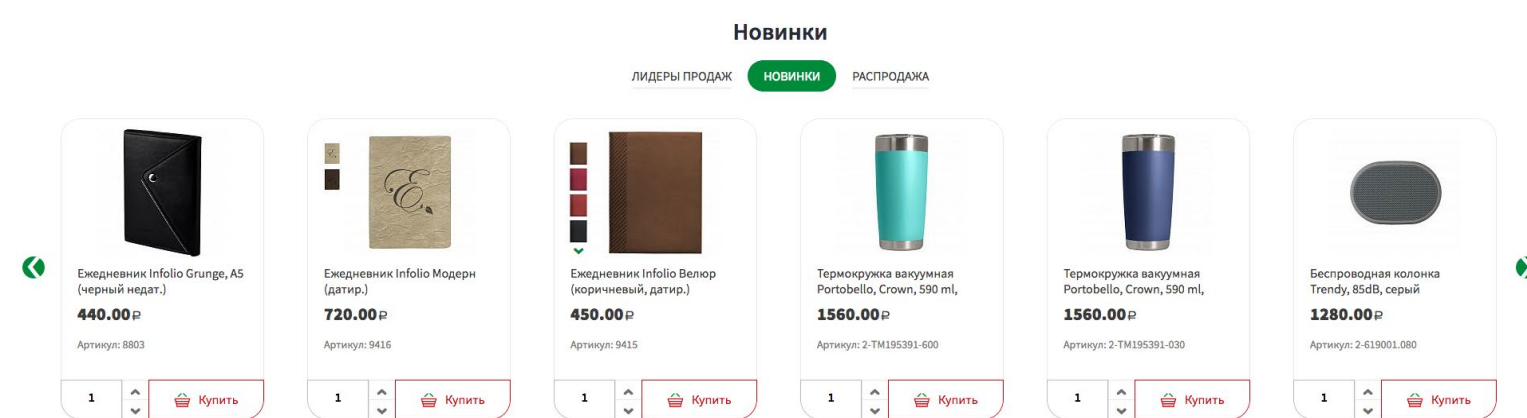 Новинки
ЛИДЕРЫ ПРОДАЖ НОВИНКИ РАСПРОДАЖА
Ежедневник Infolio Grunge, A5
(черный недат.)
440.00₽
Артикул: 8803
1 Купить
Ежедневник Infolio Модерн
(датир.)
720.00₽
Артикул: 9416
1 Купить
Ежедневник Infolio Велюр
(коричневый, датир.)
450.00₽
Артикул: 9415
1 Купить
Термокружка вакуумная
Portobello, Crown, 590 ml,
1560.00₽
Артикул: 2-TM195391-600
1 Купить
Термокружка вакуумная
Portobello, Crown, 590 ml,
1560.00₽
Артикул: 2-TM195391-030
1 Купить
Беспроводная колонка
Trendy, 85dB, серый
1280.00₽
Артикул: 2-619001.080
1 Купить